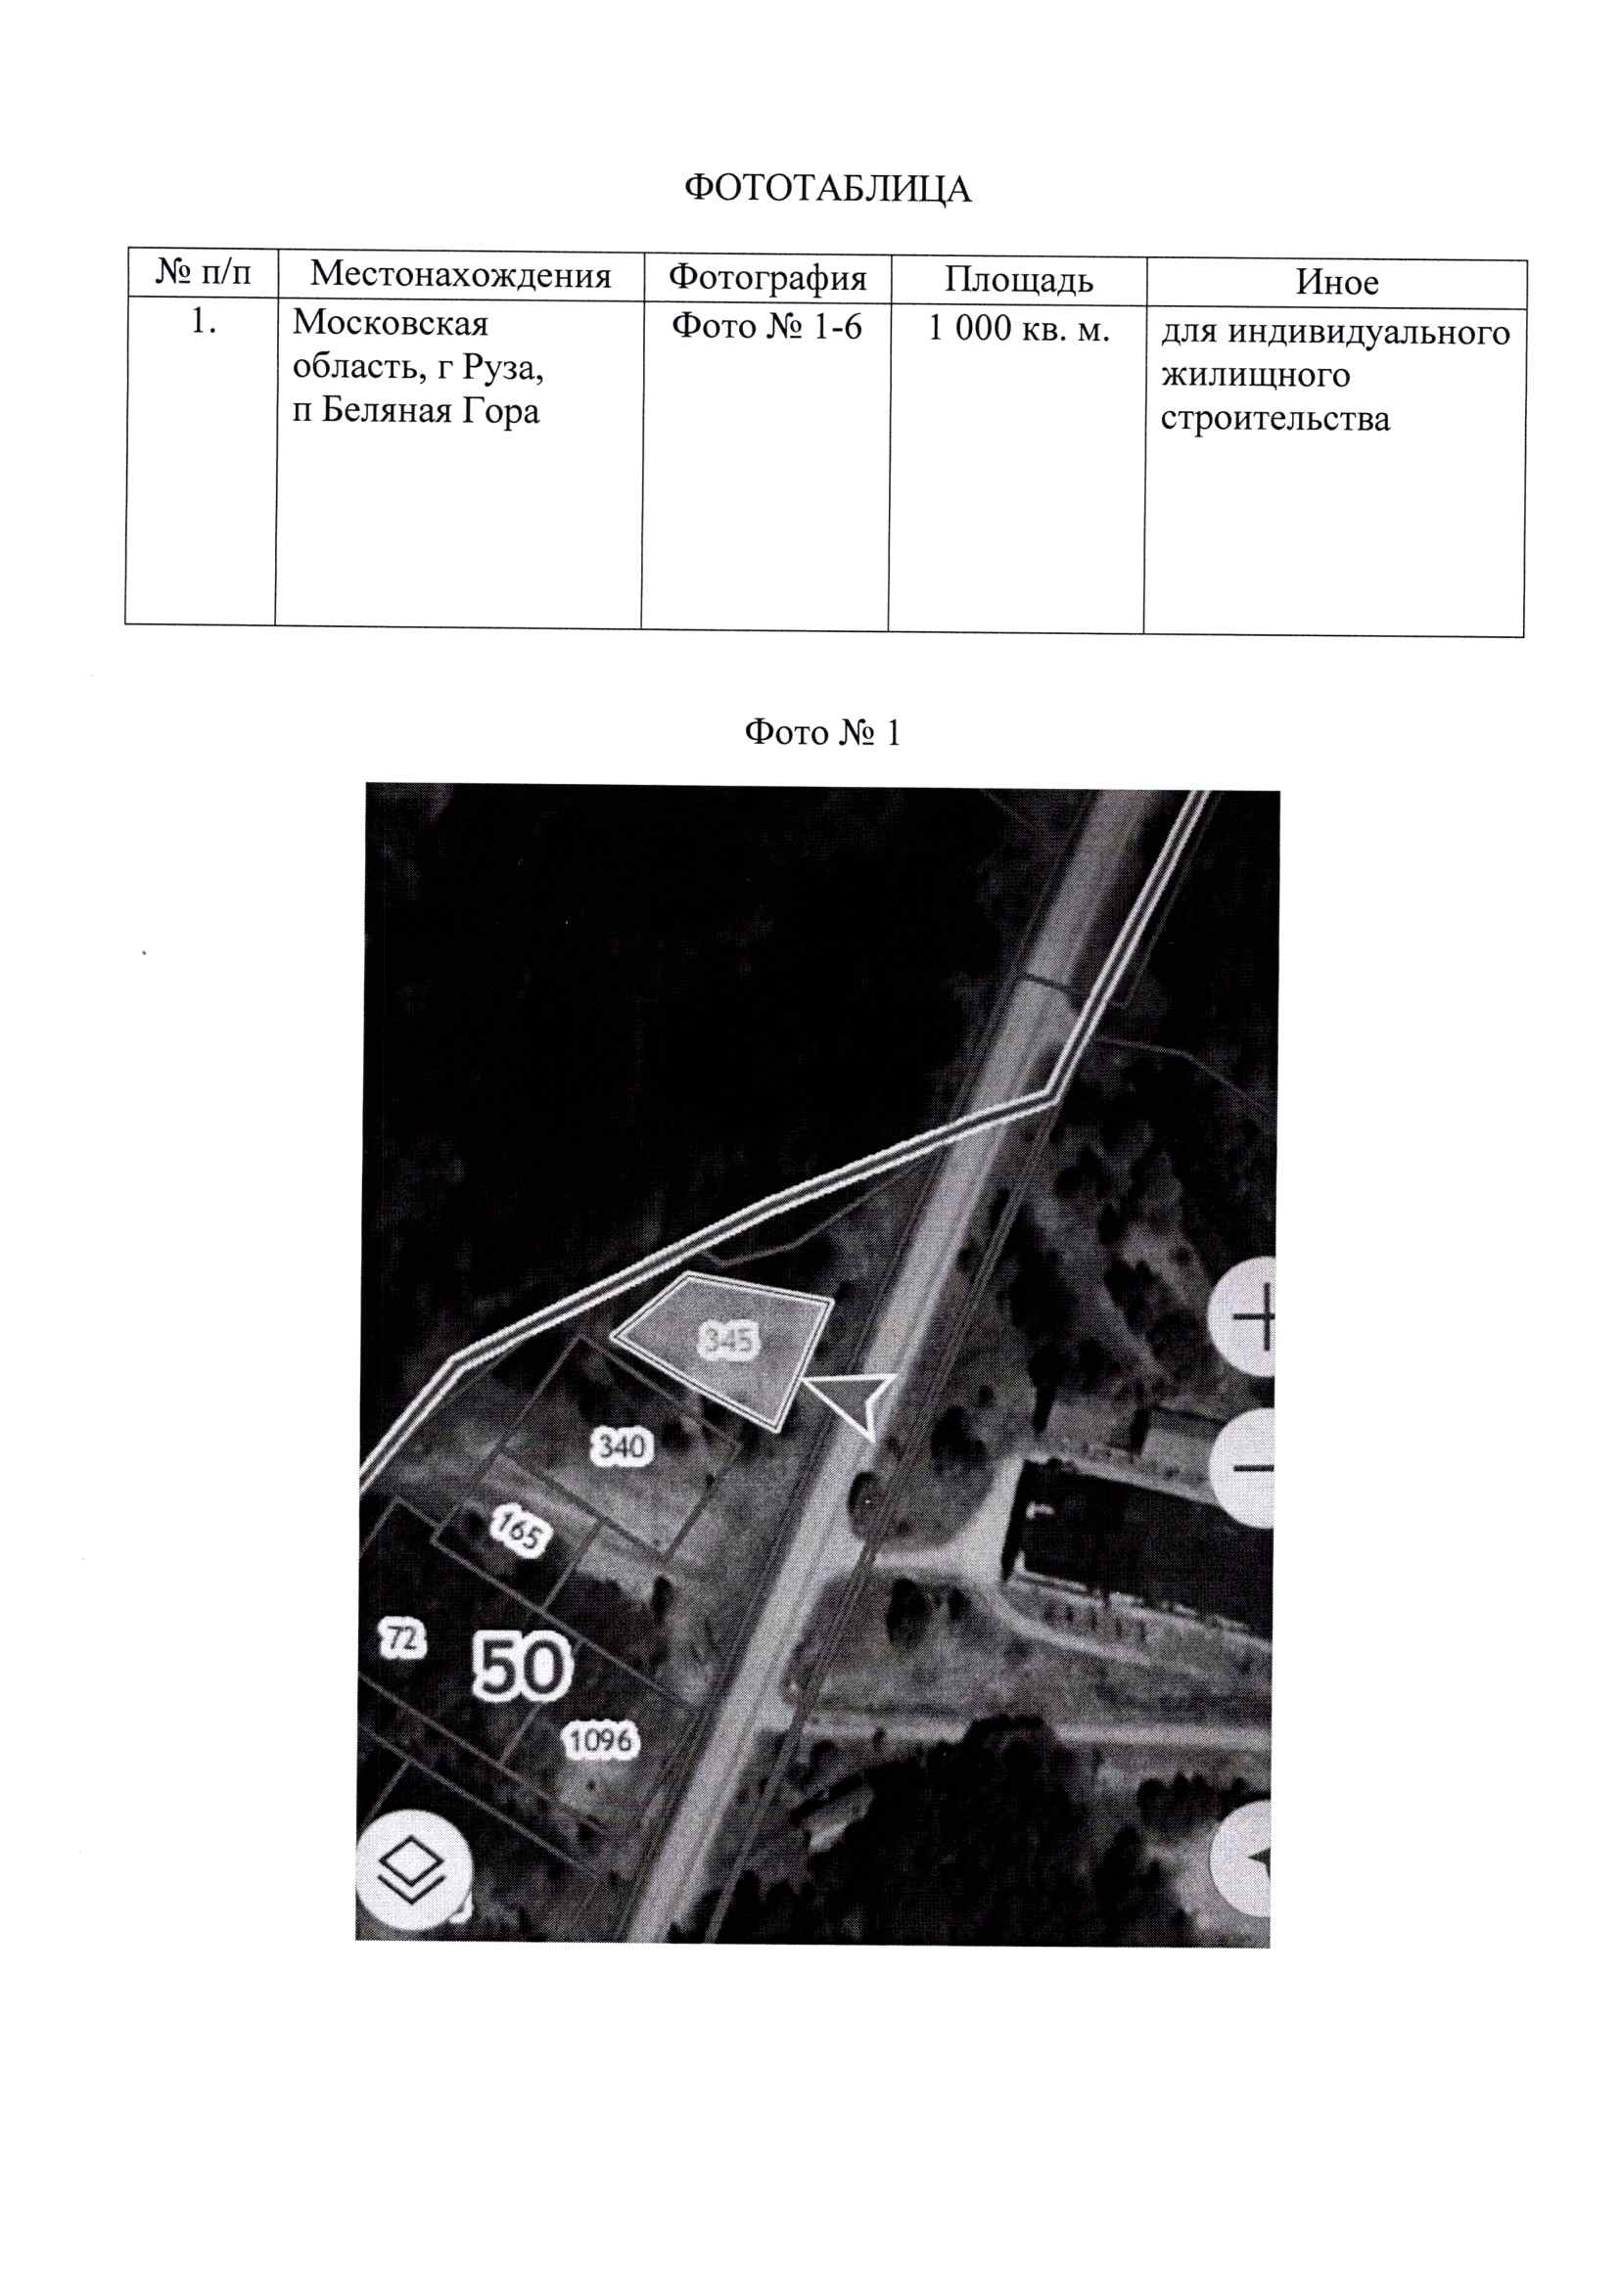 ФОТОТАБЛИЦА
№ п/п Местонахождения Фотография Площадь Иное
1. Московская область, г Руза, п Беляная Гора Фото № 1-6 1 000 кв. м. для индивидуального жилищного строительства
Фото № 1
345
340
165
72
50
1096